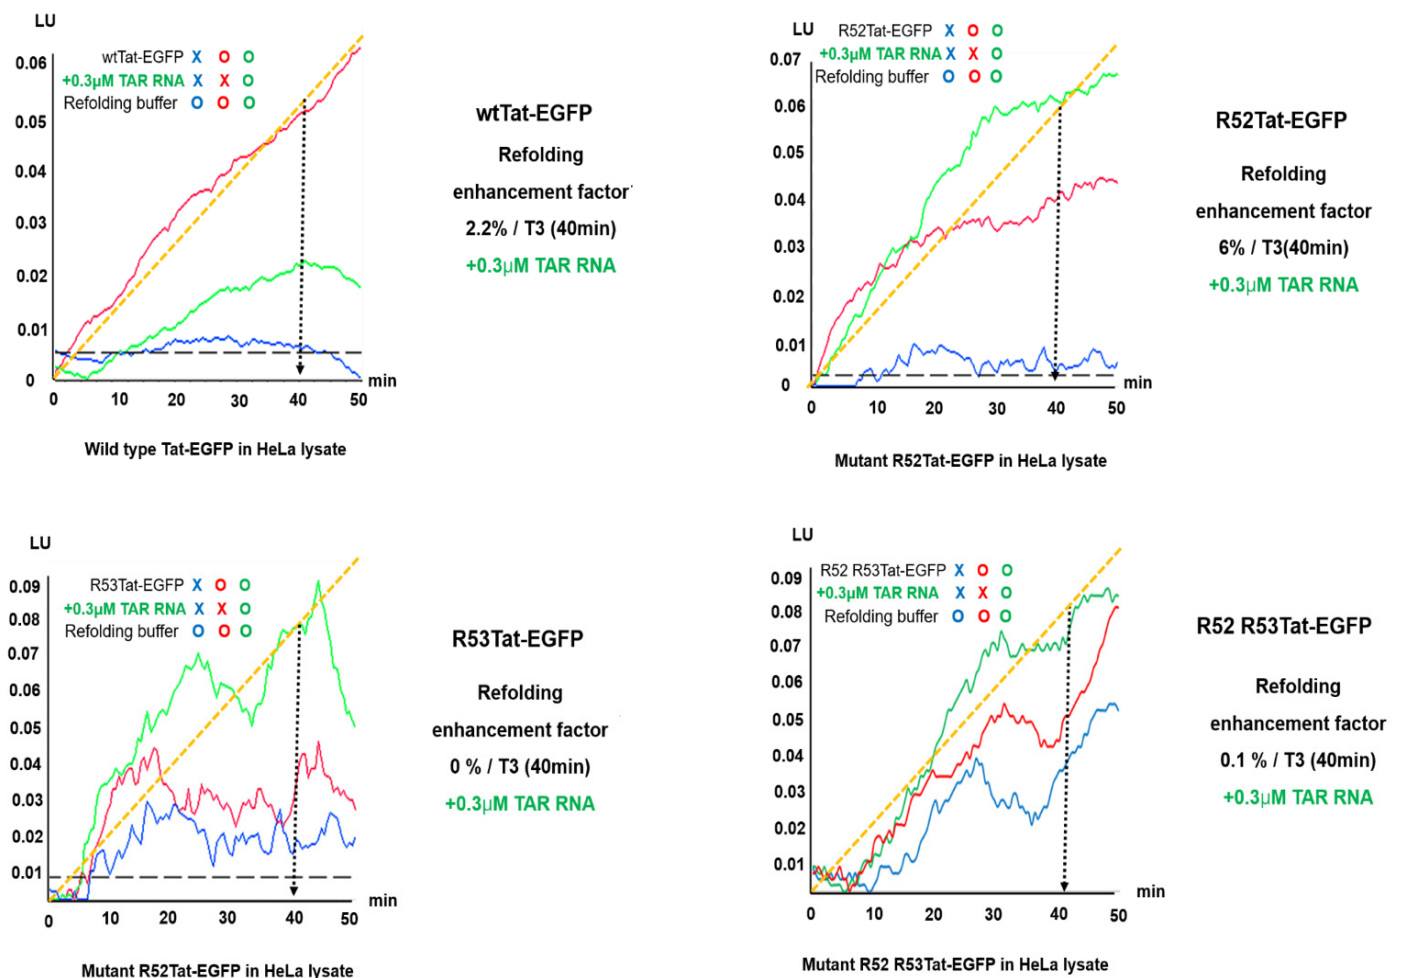 LU
wtTat-EGFP X O O
+0.3μM TAR RNA X X O
Refolding buffer O O O
0.06
0.05
0.04
0.03
0.02
0.01
0
0 10 20 30 40 50
min
Wild type Tat-EGFP in HeLa lysate
wtTat-EGFP
Refolding
enhancement factor
2.2% / T3 (40min)
+0.3μM TAR RNA
LU
R52Tat-EGFP X O O
+0.3μM TAR RNA X X O
Refolding buffer O O O
0.07
0.06
0.05
0.04
0.03
0.02
0.01
0
0 10 20 30 40 50
min
Mutant R52Tat-EGFP in HeLa lysate
R52Tat-EGFP
Refolding
enhancement factor
6% / T3(40min)
+0.3μM TAR RNA
LU
R53Tat-EGFP X O O
+0.3μM TAR RNA X X O
Refolding buffer O O O
0.09
0.08
0.07
0.06
0.05
0.04
0.03
0.02
0.01
0 10 20 30 40 50
min
Mutant R52Tat-EGFP in HeLa lysate
R53Tat-EGFP
Refolding
enhancement factor
0 % / T3 (40min)
+0.3μM TAR RNA
LU
R52 R53Tat-EGFP X O O
+0.3μM TAR RNA X X O
Refolding buffer O O O
0.09
0.08
0.07
0.06
0.05
0.04
0.03
0.02
0.01
0 10 20 30 40 50
min
Mutant R52 R53Tat-EGFP in HeLa lysate
R52 R53Tat-EGFP
Refolding
enhancement factor
0.1 % / T3 (40min)
+0.3μM TAR RNA